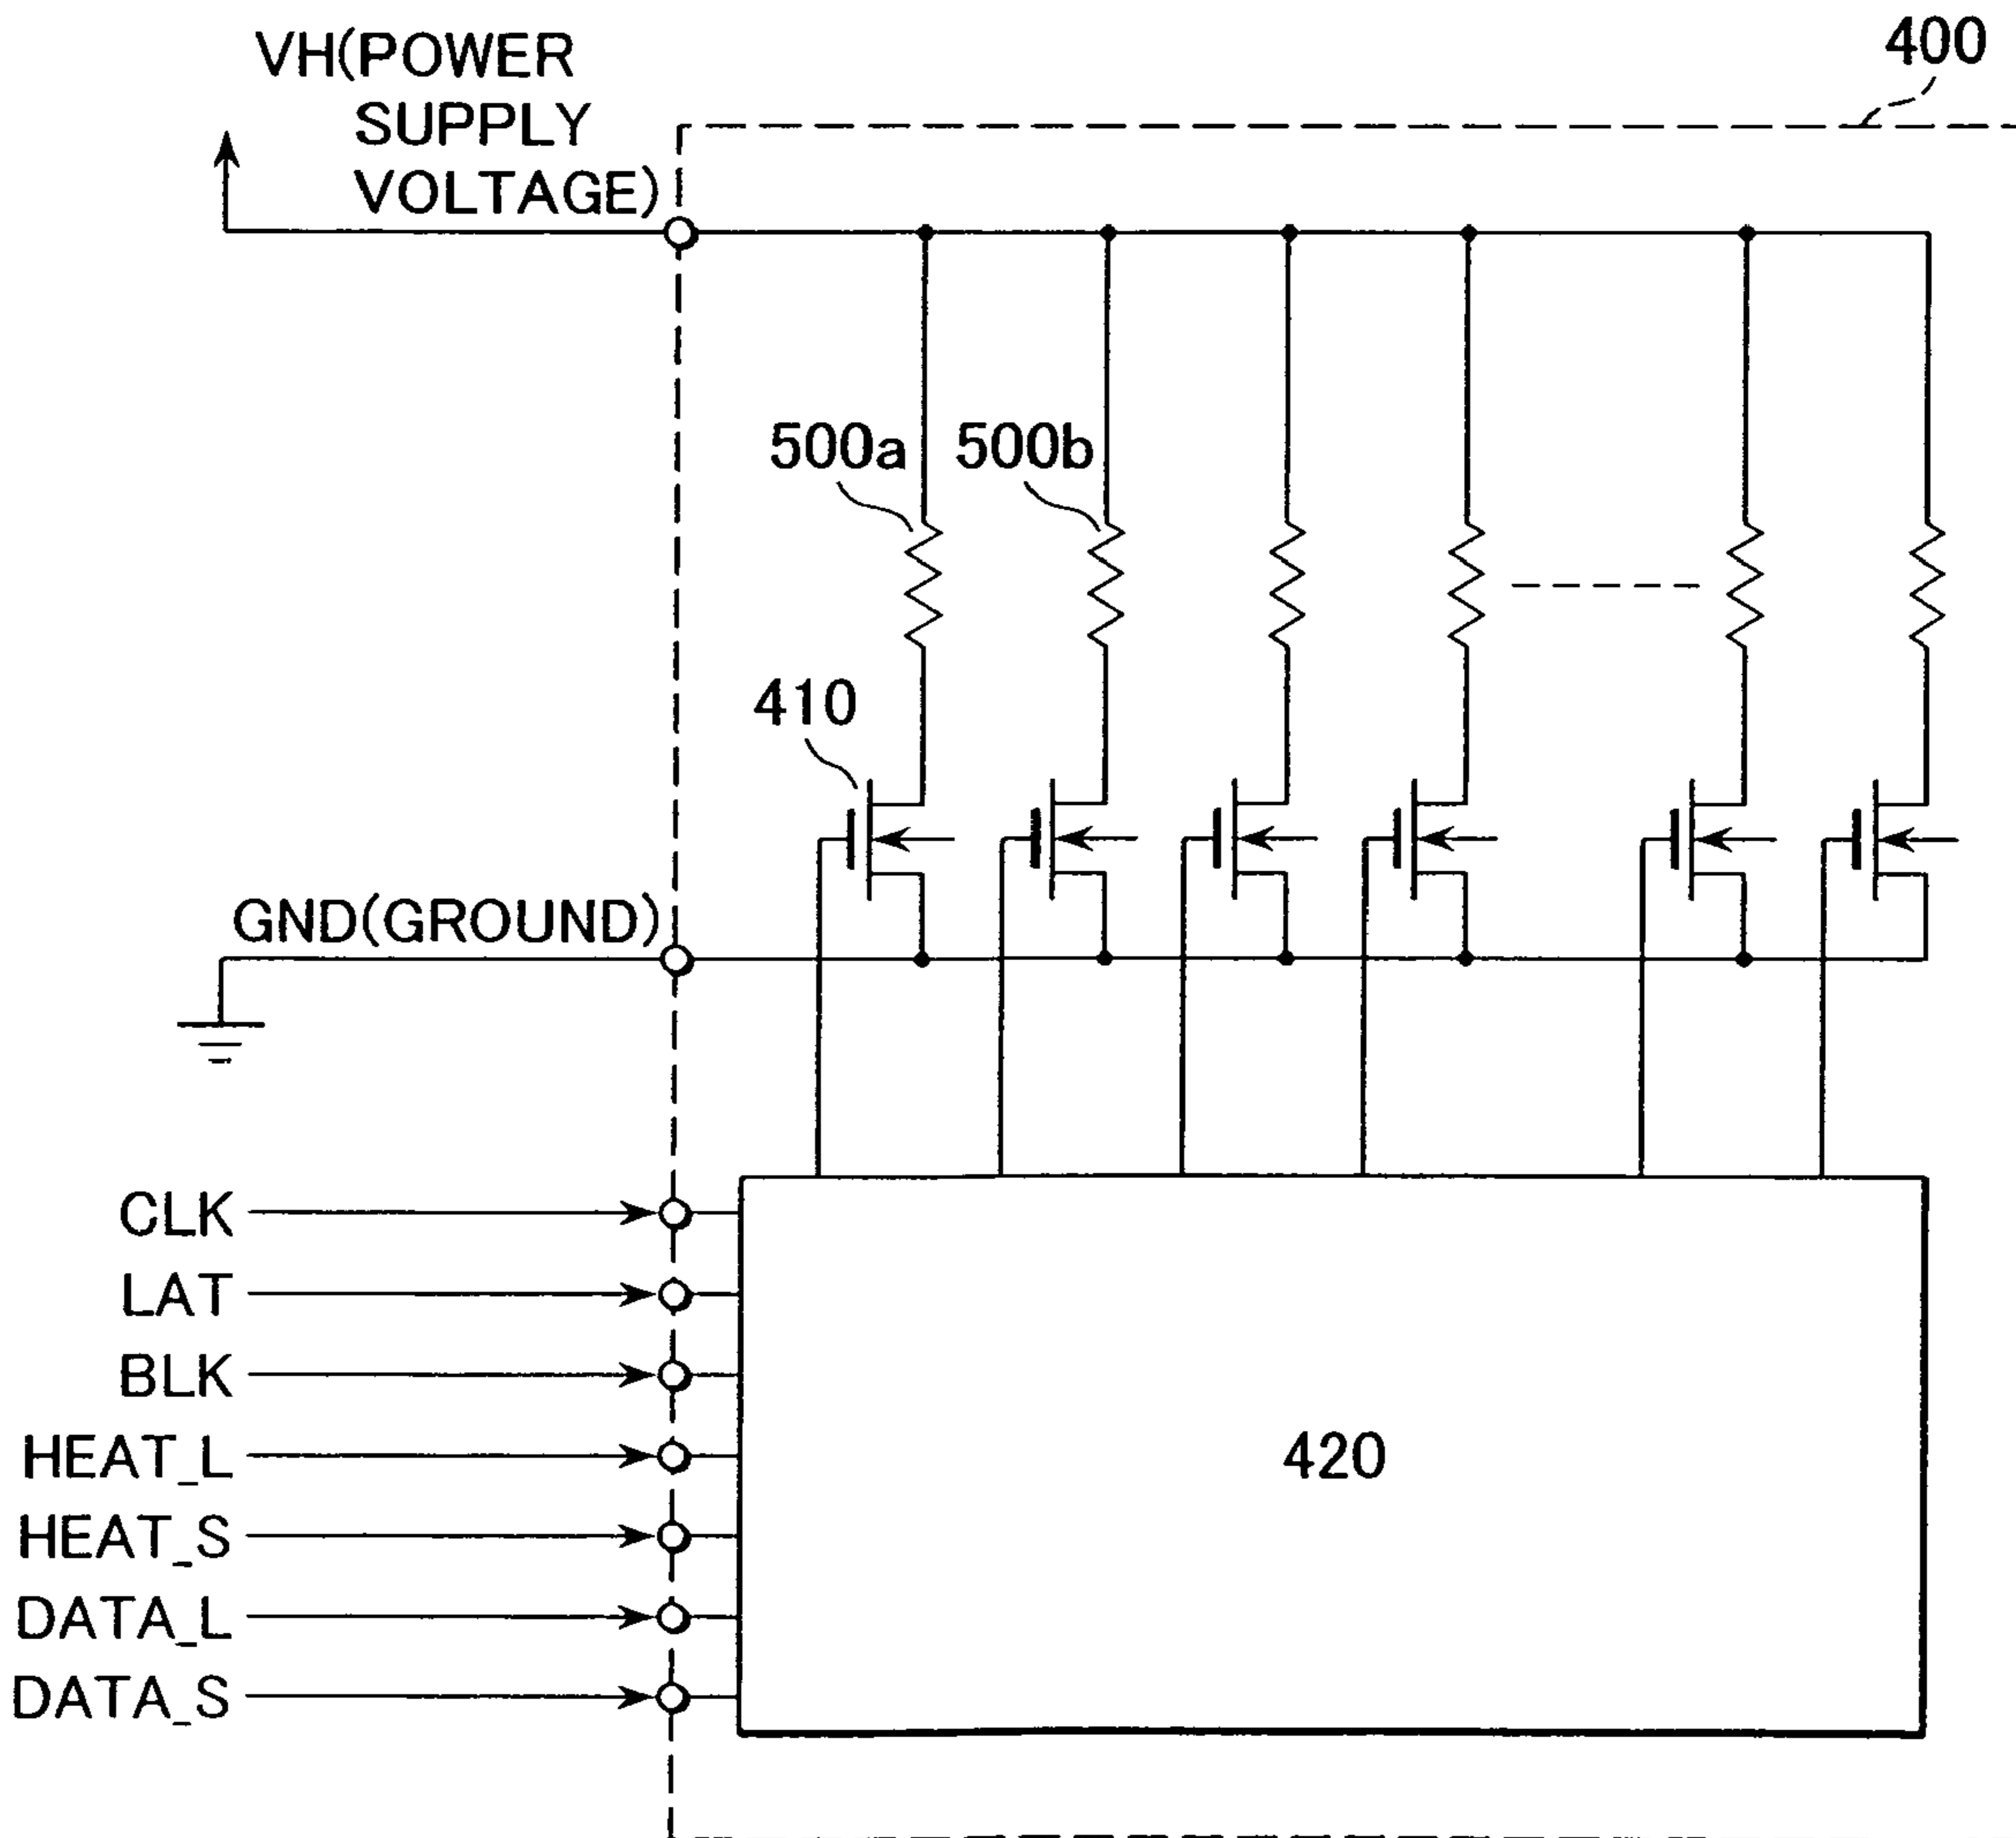 VH(POWER
SUPPLY
VOLTAGE)
400
500a
500b
410
GND(GROUND)
CLK
LAT
BLK
HEAT_L
HEAT_S
DATA_L
DATA_S
420